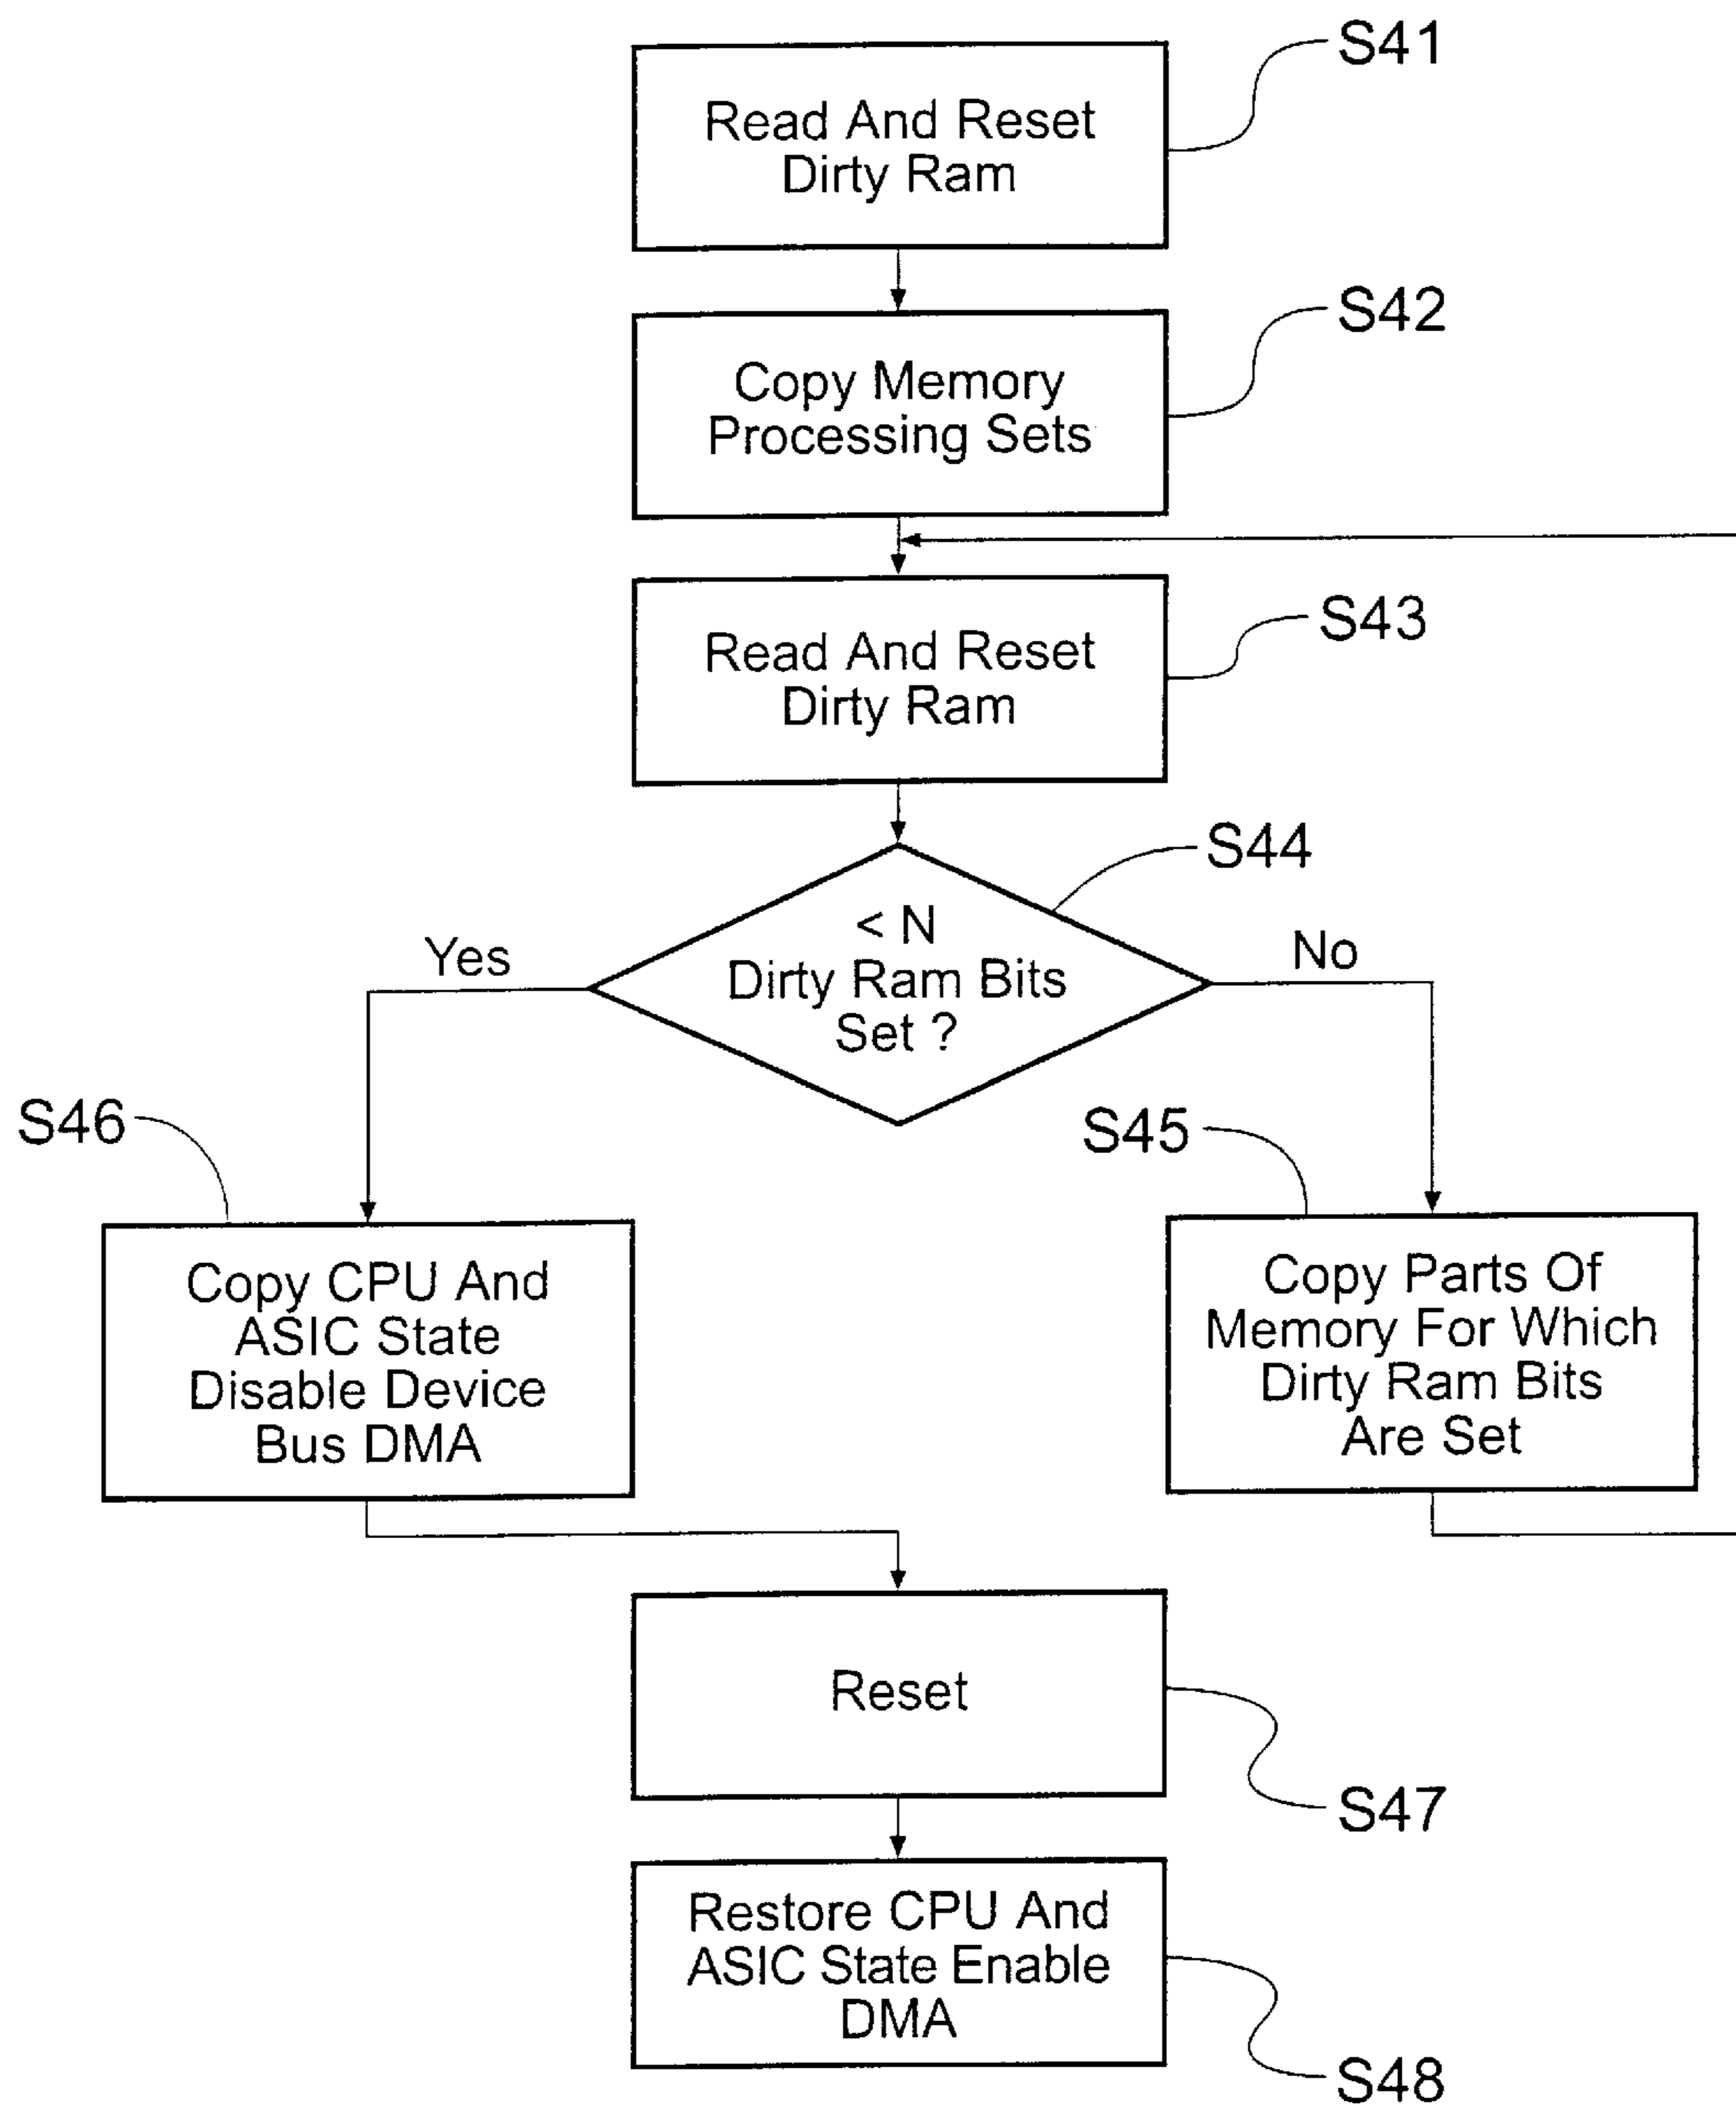 S41
Read And Reset
Dirty Ram
S42
Copy Memory
Processing Sets
S43
Read And Reset
Dirty Ram
S44
< N
Dirty Ram Bits
Set ?
Yes
No
S46
S45
Copy CPU And
ASIC State
Disable Device
Bus DMA
Copy Parts Of
Memory For Which
Dirty Ram Bits
Are Set
Reset
S47
Restore CPU And
ASIC State Enable
DMA
S48